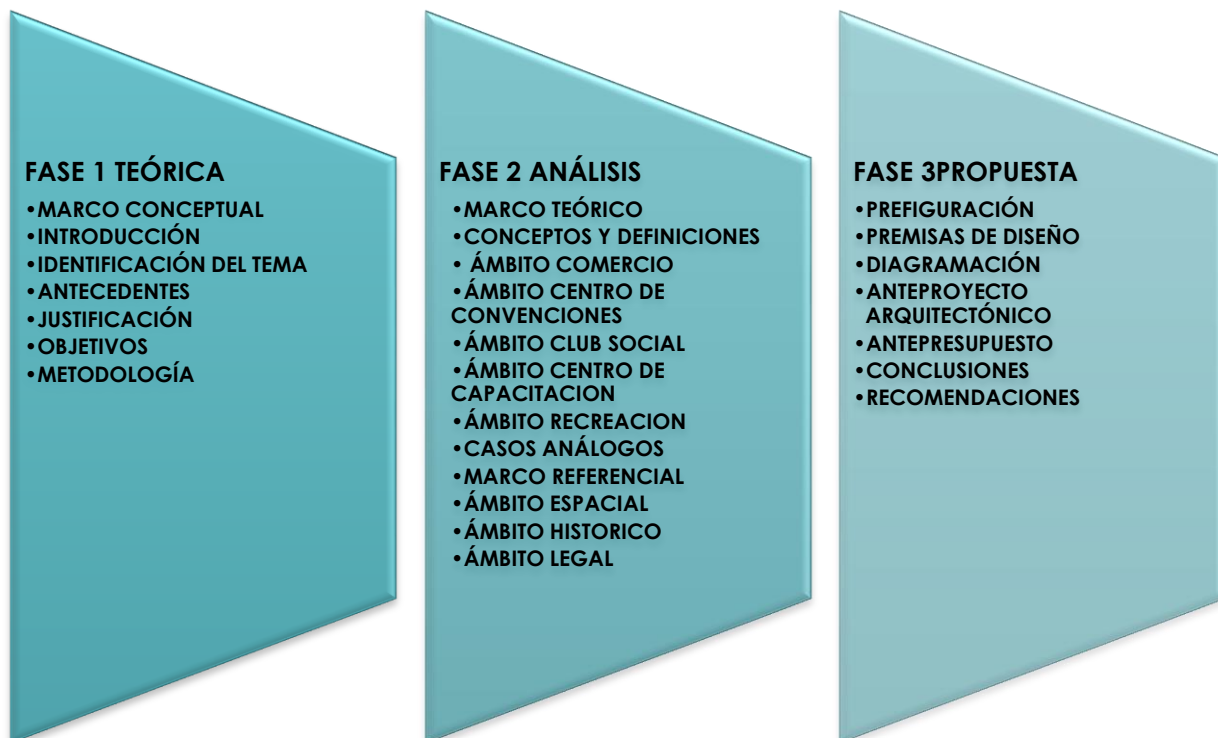 FASE 1 TEÓRICA
•MARCO CONCEPTUAL
•INTRODUCCIÓN
•IDENTIFICACIÓN DEL TEMA
•ANTECEDENTES
•JUSTIFICACIÓN
•OBJETIVOS
•METODOLOGÍA
FASE 2 ANÁLISIS
•MARCO TEÓRICO
•CONCEPTOS Y DEFINICIONES
• ÁMBITO COMERCIO
•ÁMBITO CENTRO DE
CONVENCIONES
•ÁMBITO CLUB SOCIAL
•ÁMBITO CENTRO DE
CAPACITACION
•ÁMBITO RECREACION
•CASOS ANÁLOGOS
•MARCO REFERENCIAL
•ÁMBITO ESPACIAL
•ÁMBITO HISTORICO
•ÁMBITO LEGAL
FASE 3PROPUESTA
•PREFIGURACIÓN
•PREMISAS DE DISEÑO
•DIAGRAMACIÓN
•ANTEPROYECTO
ARQUITECTÓNICO
•ANTEPRESUPUESTO
•CONCLUSIONES
•RECOMENDACIONES